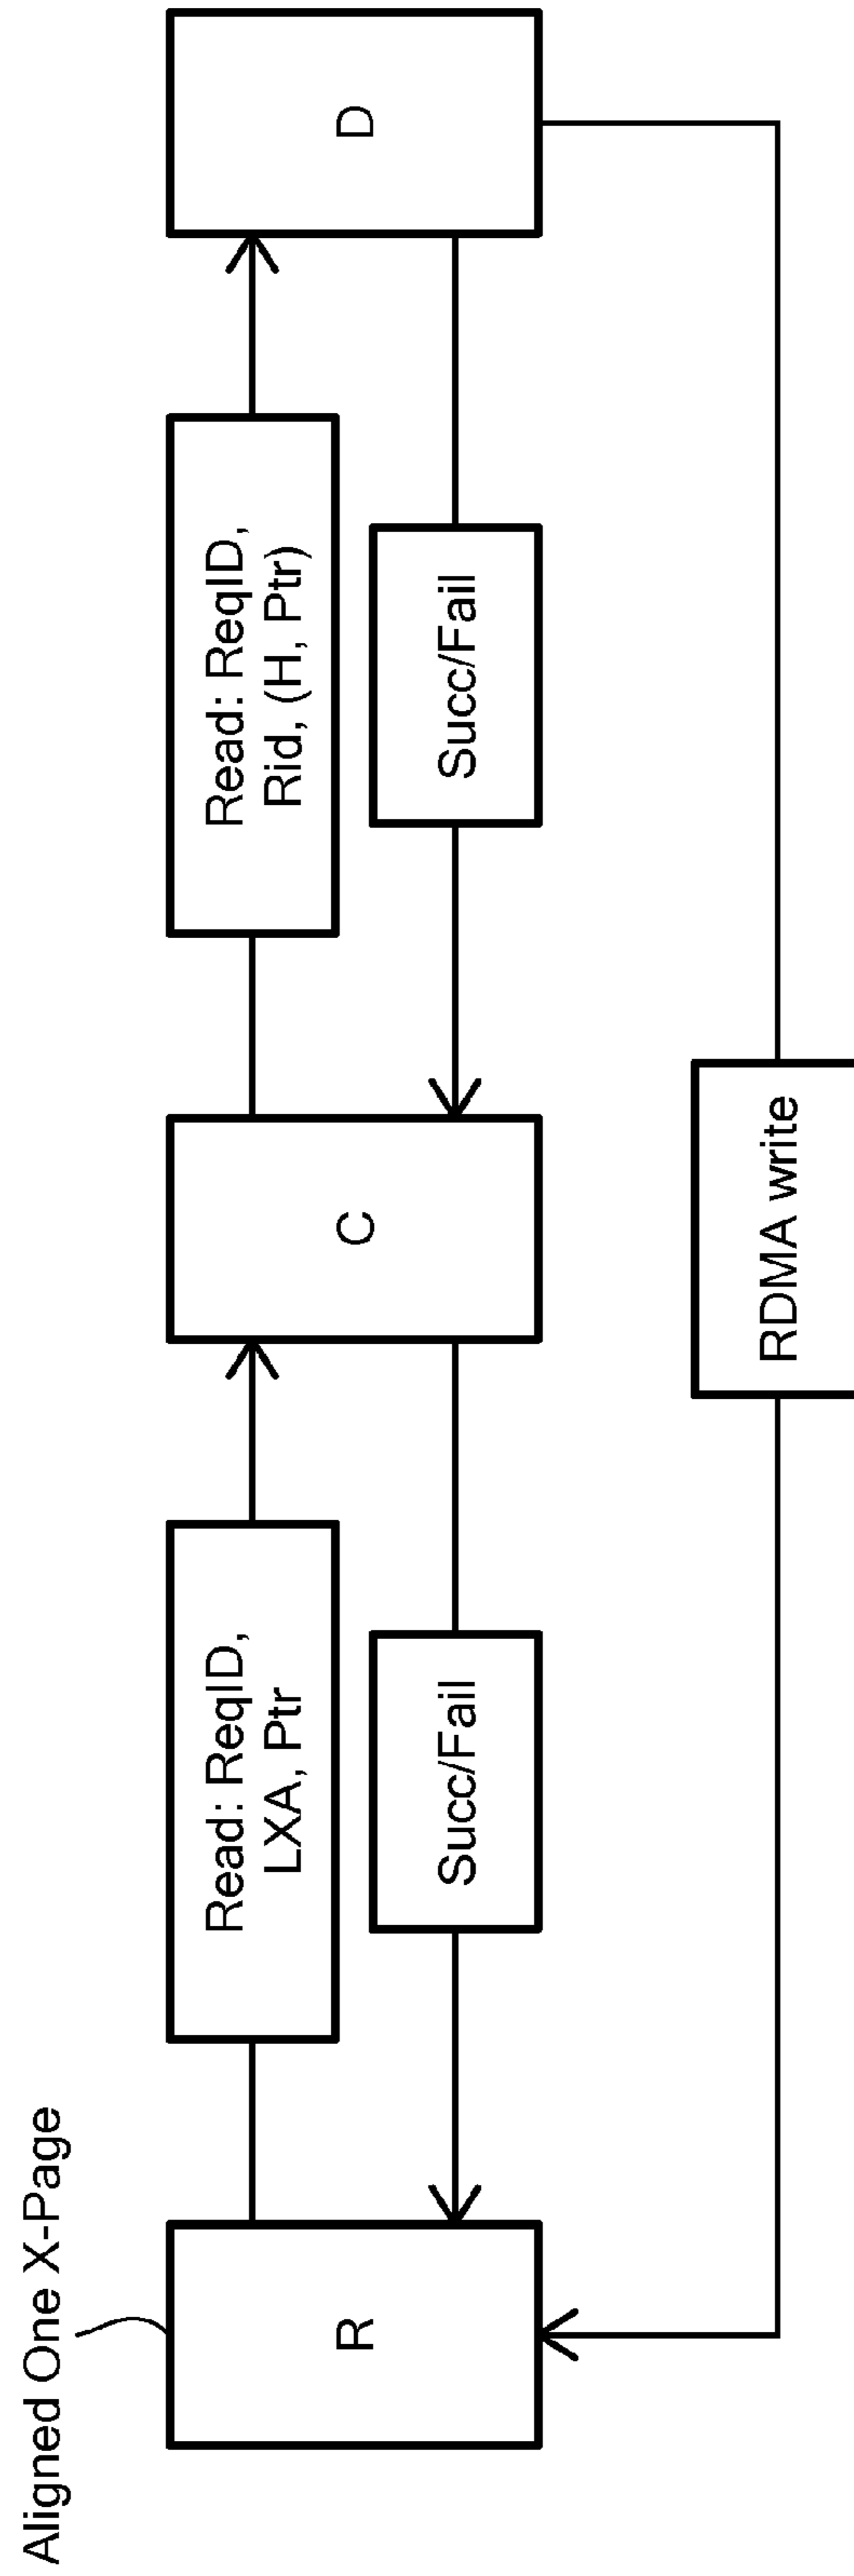 Aligned One X-Page
R
Read: ReqID,
LXA, Ptr
Succ/Fail
C
Read: ReqID,
Rid, (H, Ptr)
Succ/Fail
D
RDMA write